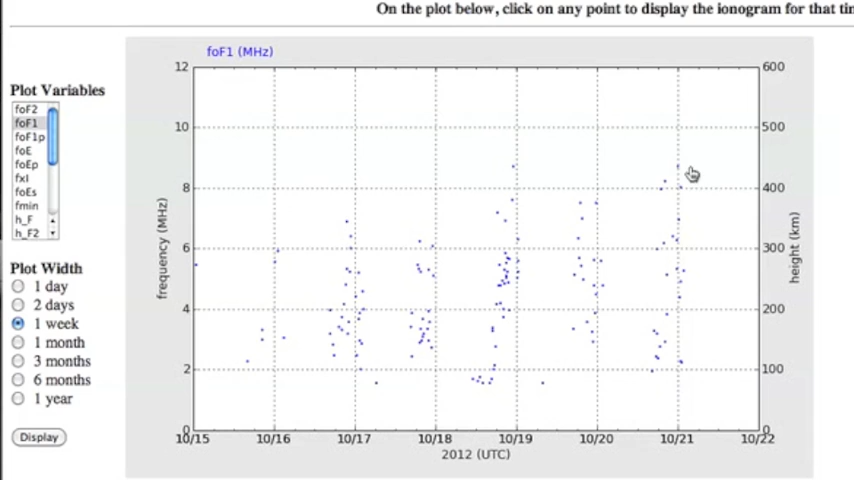 On the plot below, click on any point to display the ionogram for that
foF1 (MHz)
Plot Variables
foF2
foF1
foF1p
foE
foEp
fxI
foEs
fmin
h_F
h_F2
Plot Width
1 day
2 days
1 week
1 month
3 months
6 months
1 year
Display
12
10
8
6
4
2
0
frequency (MHz)
600
500
400
300
200
100
0
height (km)
10/15 10/16 10/17 10/18 10/19 10/20 10/21 10/22
2012 (UTC)